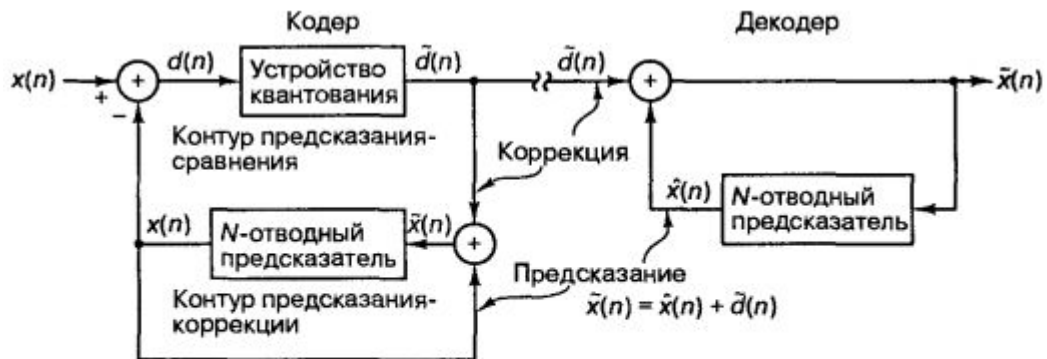 Кодер
Декодер
x(n)
+
−
+
d(n)
Устройство
квантования
d̃(n)
d̃(n)
+
x̃(n)
Контур предсказания-
сравнения
Коррекция
x(n)
N-отводный
предсказатель
x̃(n)
+
x̂(n)
N-отводный
предсказатель
Контур предсказания-
коррекции
Предсказание
x̃(n) = x̂(n) + d̃(n)